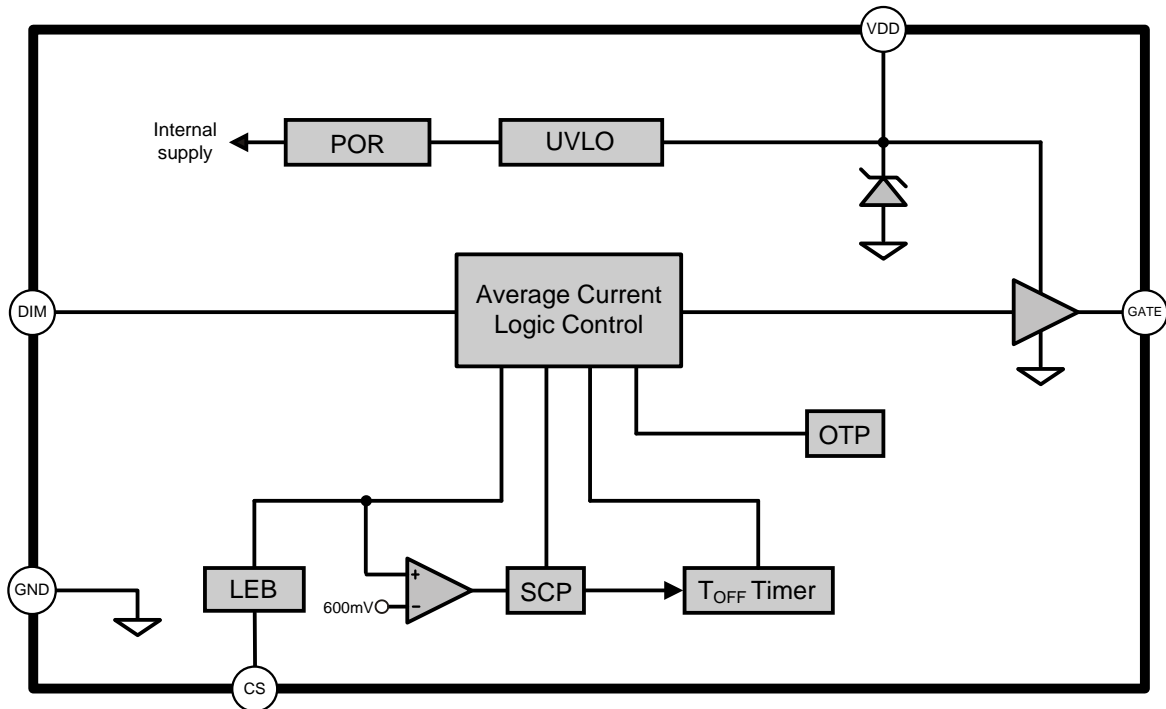 VDD
Internal
supply
POR
UVLO
DIM
Average Current
Logic Control
GATE
OTP
GND
LEB
+
−
600mV
SCP
TOFF Timer
CS